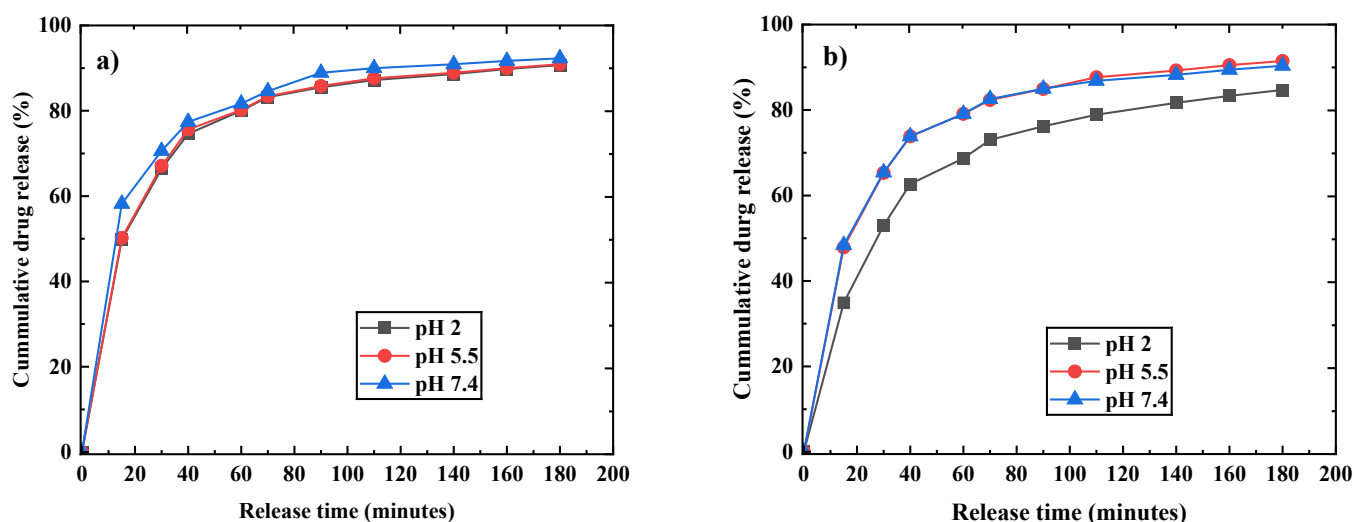 a)
Cummulative drug release (%)
100
80
60
40
20
0
pH 2
pH 5.5
pH 7.4
0 20 40 60 80 100 120 140 160 180 200
Release time (minutes)
b)
Cummulative durg release (%)
100
80
60
40
20
0
pH 2
pH 5.5
pH 7.4
0 20 40 60 80 100 120 140 160 180 200
Release time (minutes)